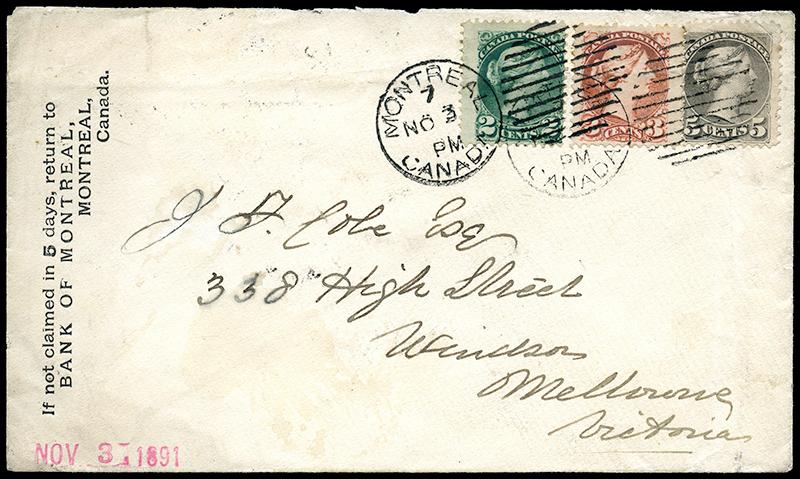 If not claimed in 5 days, return to
BANK OF MONTREAL,
MONTREAL,
Canada.
MONTREAL
7
NO 3
PM
CANADA
PM
CANADA
2 CENTS 2
CANADA POSTAGE
3 CENTS 3
CANADA POSTAGE
5 CENTS 5
J. F. Cole Esq
338 High Street
Windsor
Melbourne
Victoria
NOV 3 1891